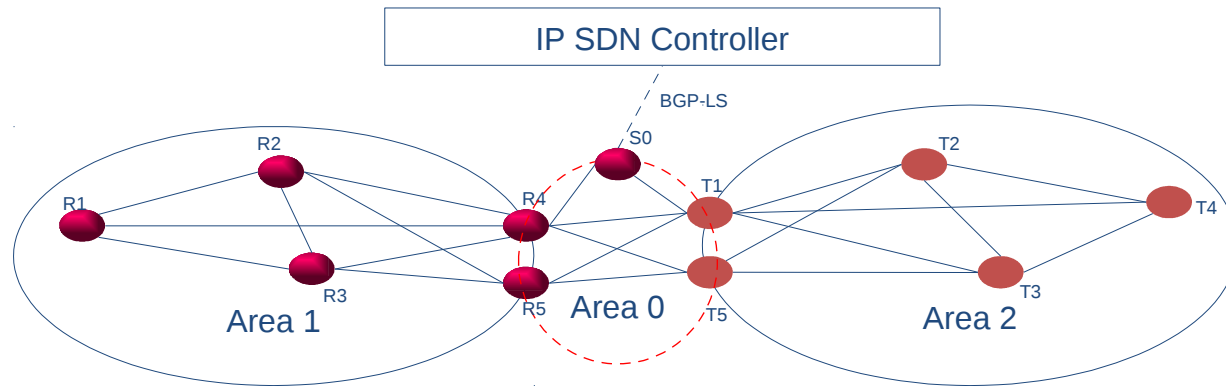 IP SDN Controller
BGP-LS
S0
R2
T2
R1
R4
T1
T4
R3
R5
T5
T3
Area 1
Area 0
Area 2